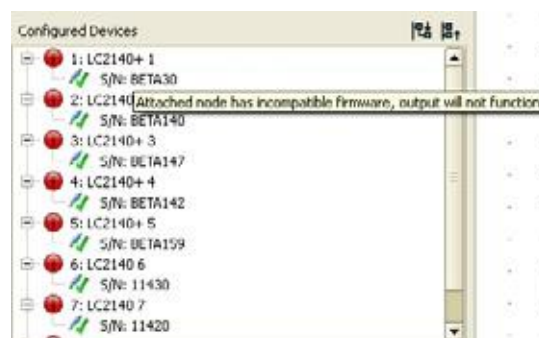 Configured Devices
1: LC2140+ 1
S/N: BETA30
2: LC2140
Attached node has incompatible firmware, output will not function
S/N: BETA140
3: LC2140+ 3
S/N: BETA147
4: LC2140+ 4
S/N: BETA142
5: LC2140+ 5
S/N: BETA159
6: LC2140 6
S/N: 11430
7: LC2140 7
S/N: 11420